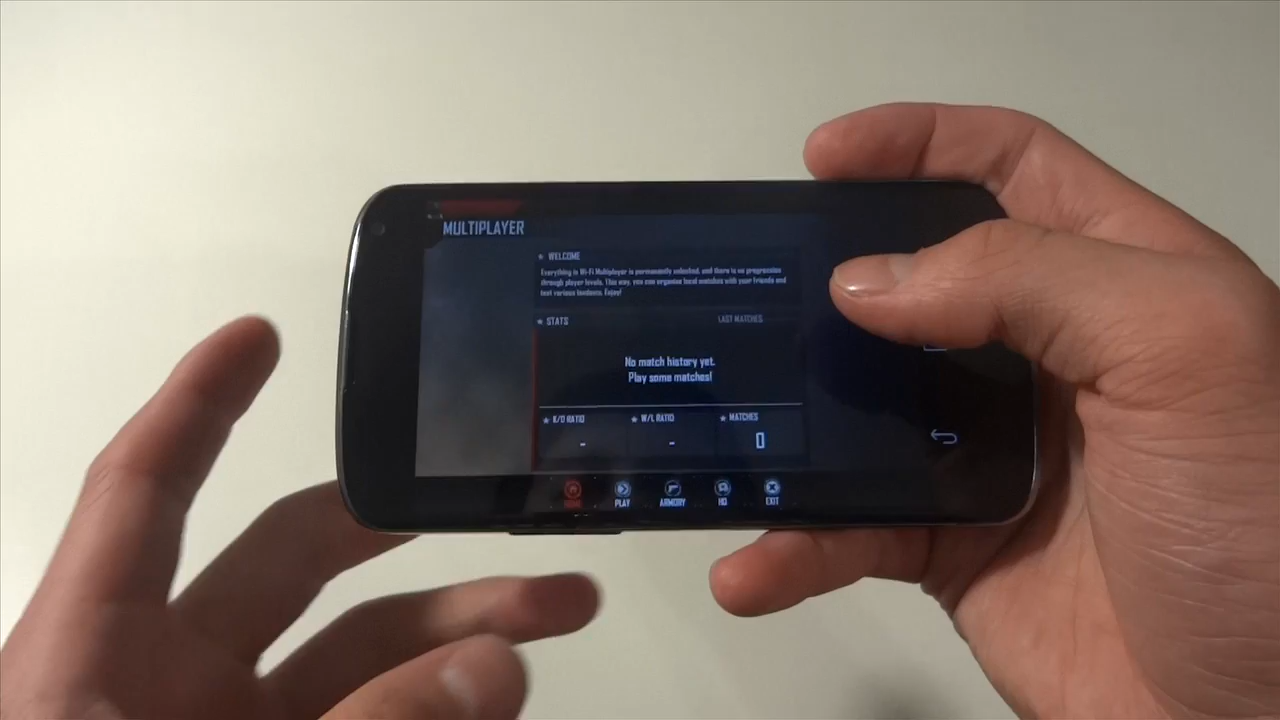 MULTIPLAYER
WELCOME
Everything in Wi-Fi Multiplayer is permanently unlocked, and there is no progression
through player levels. This way, you can organise local matches with your friends and
test various loadouts. Enjoy!
STATS
LAST MATCHES
No match history yet.
Play some matches!
K/D RATIO
W/L RATIO
MATCHES
-
-
0
PLAY
ARMORY
HQ
EXIT